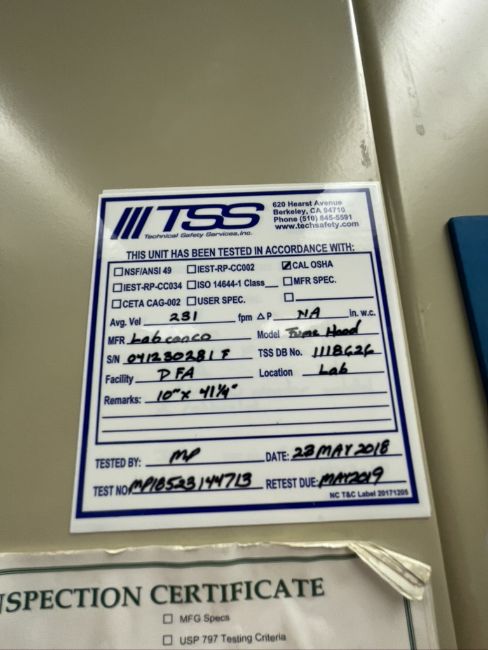 TSS
Technical Safety Services, Inc.
620 Hearst Avenue
Berkeley, CA 94710
Phone (510) 845-5591
www.techsafety.com
THIS UNIT HAS BEEN TESTED IN ACCORDANCE WITH:
☐ NSF/ANSI 49 ☐ IEST-RP-CC002 ☑ CAL OSHA
☐ IEST-RP-CC034 ☐ ISO 14644-1 Class___ ☐ MFR SPEC.
☐ CETA CAG-002 ☐ USER SPEC. ☐ ________
Avg. Vel 231 fpm △ P NA in. w.c.
MFR Labconco Model Fume Hood
S/N 041230281 F TSS DB No. 1118626
Facility DFA Location Lab
Remarks: 10" x 41 1/4"
TESTED BY: MP DATE: 23 MAY 2018
TEST NO MP18523144713 RETEST DUE: MAY 2019
NC T&C Label 20171205
NSPECTION CERTIFICATE
☐ MFG Specs
☐ USP 797 Testing Criteria